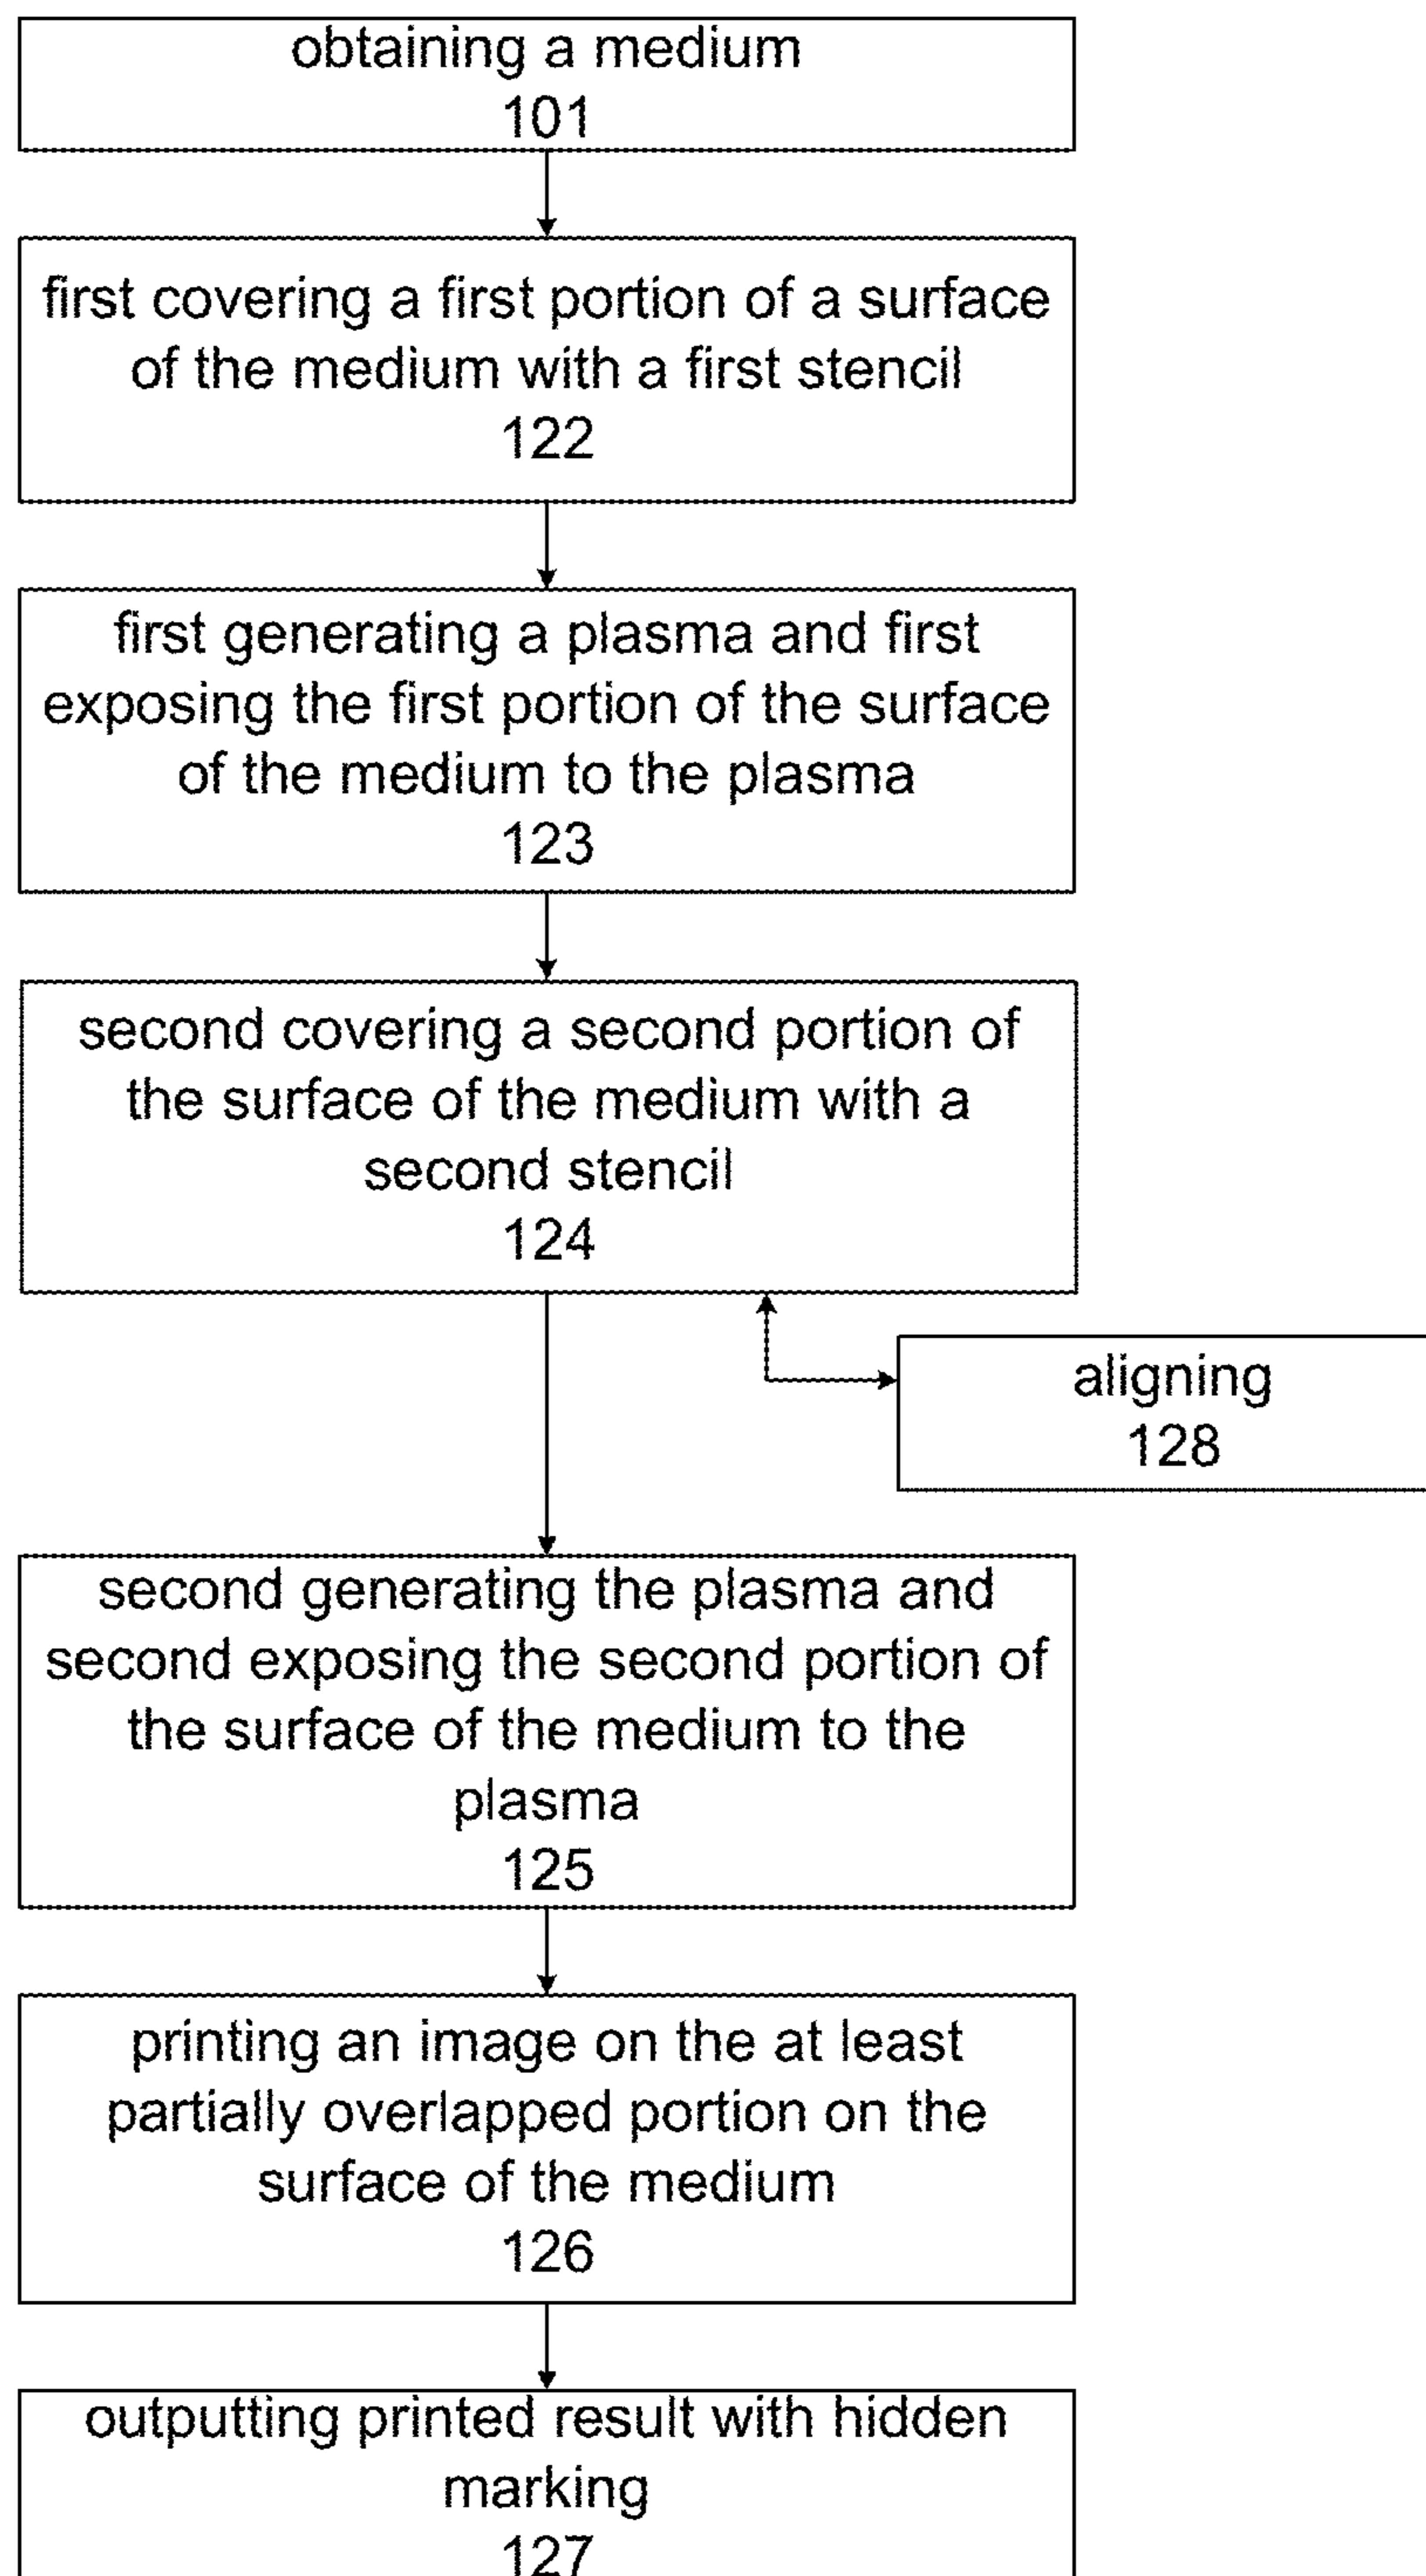 obtaining a medium
101
first covering a first portion of a surface
of the medium with a first stencil
122
first generating a plasma and first
exposing the first portion of the surface
of the medium to the plasma
123
second covering a second portion of
the surface of the medium with a
second stencil
124
aligning
128
second generating the plasma and
second exposing the second portion of
the surface of the medium to the
plasma
125
printing an image on the at least
partially overlapped portion on the
surface of the medium
126
outputting printed result with hidden
marking
127